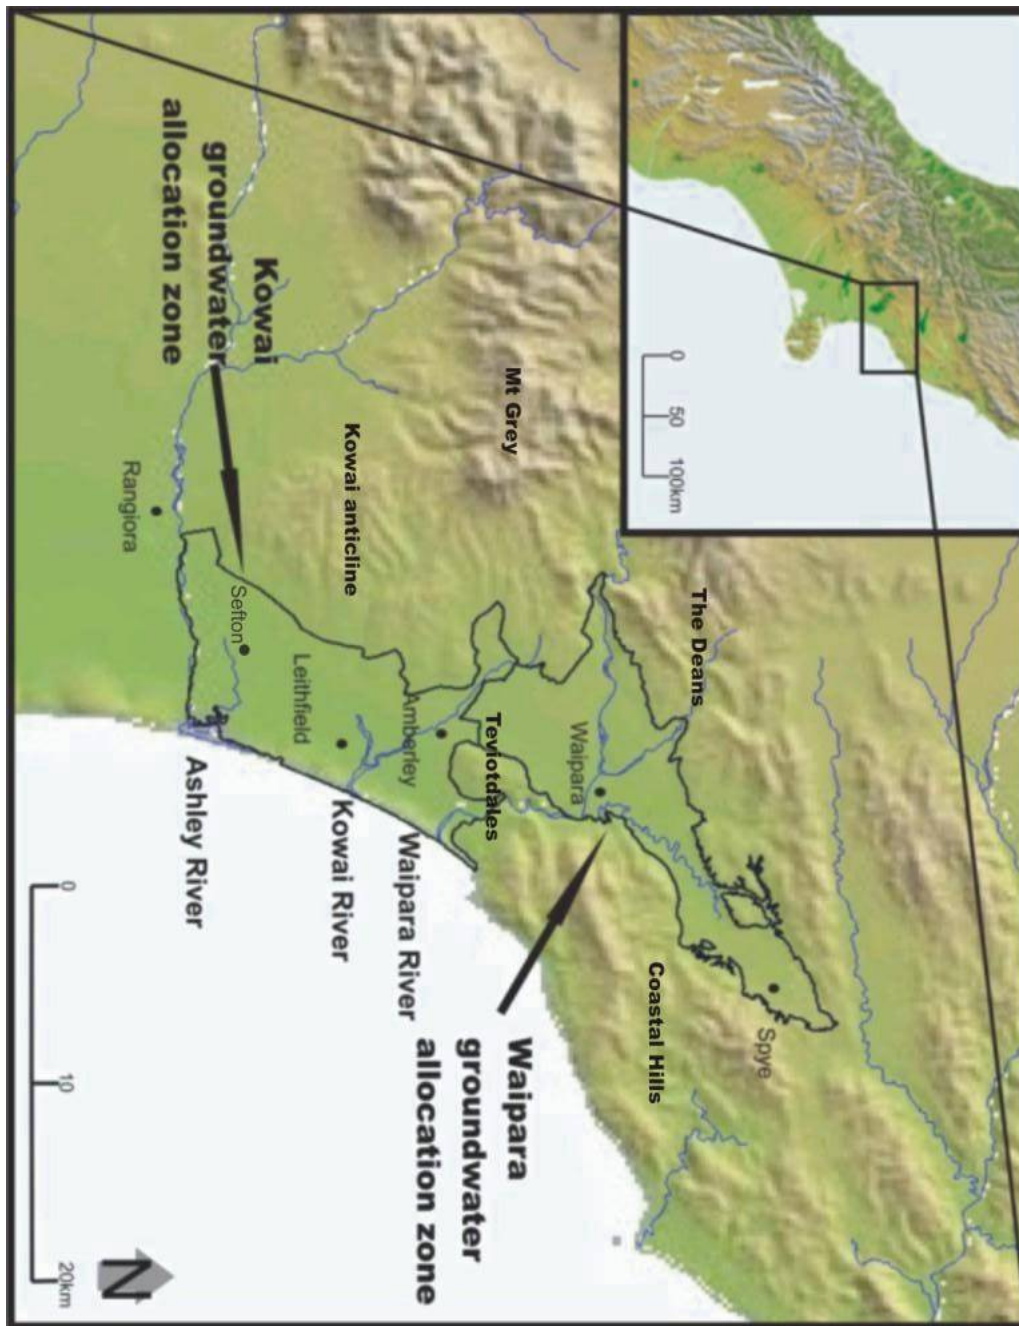 0 50 100km
Spye
The Deans
Coastal Hills
Waipara
Mt Grey
Waipara
groundwater
allocation zone
Teviotdales
Amberley
Waipara River
Kowai anticline
Kowai River
Leithfield
Kowai
groundwater
allocation zone
Sefton
Ashley River
Rangiora
0 10 20km
N